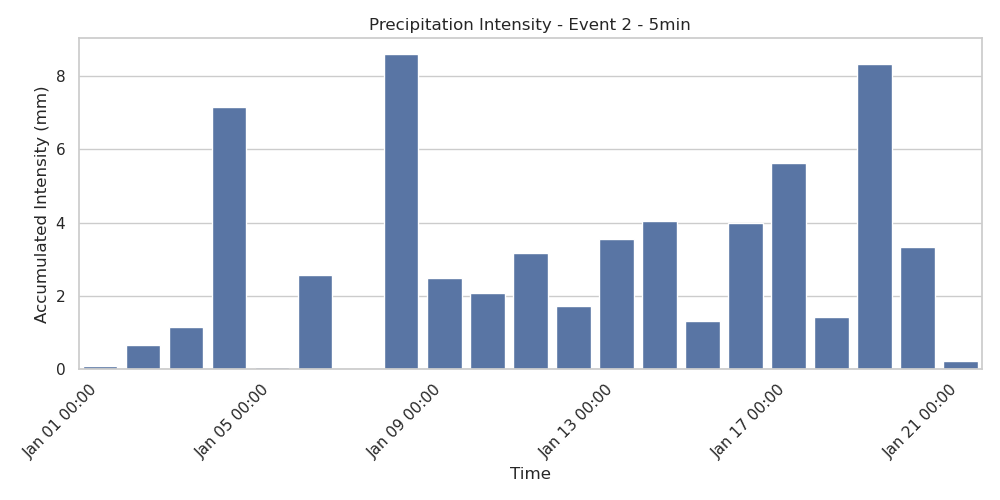 Precipitation Intensity - Event 2 - 5min
Accumulated Intensity (mm)
8
6
4
2
0
Jan 01 00:00
Jan 05 00:00
Jan 09 00:00
Jan 13 00:00
Jan 17 00:00
Jan 21 00:00
Time